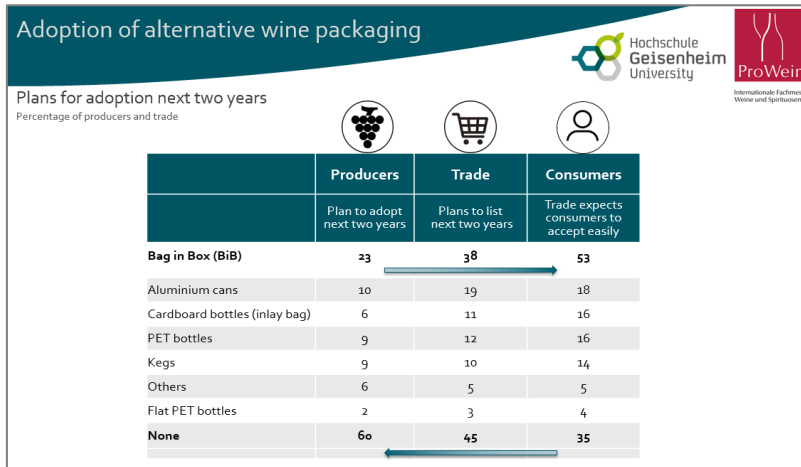 Adoption of alternative wine packaging
Hochschule
Geisenheim
University
ProWein
Internationale Fachmes
Weine und Spirituosen
Plans for adoption next two years
Percentage of producers and trade
Producers Trade Consumers
Plan to adopt next two years Plans to list next two years Trade expects consumers to accept easily
Bag in Box (BiB) 23 38 53
Aluminium cans 10 19 18
Cardboard bottles (inlay bag) 6 11 16
PET bottles 9 12 16
Kegs 9 10 14
Others 6 5 5
Flat PET bottles 2 3 4
None 60 45 35